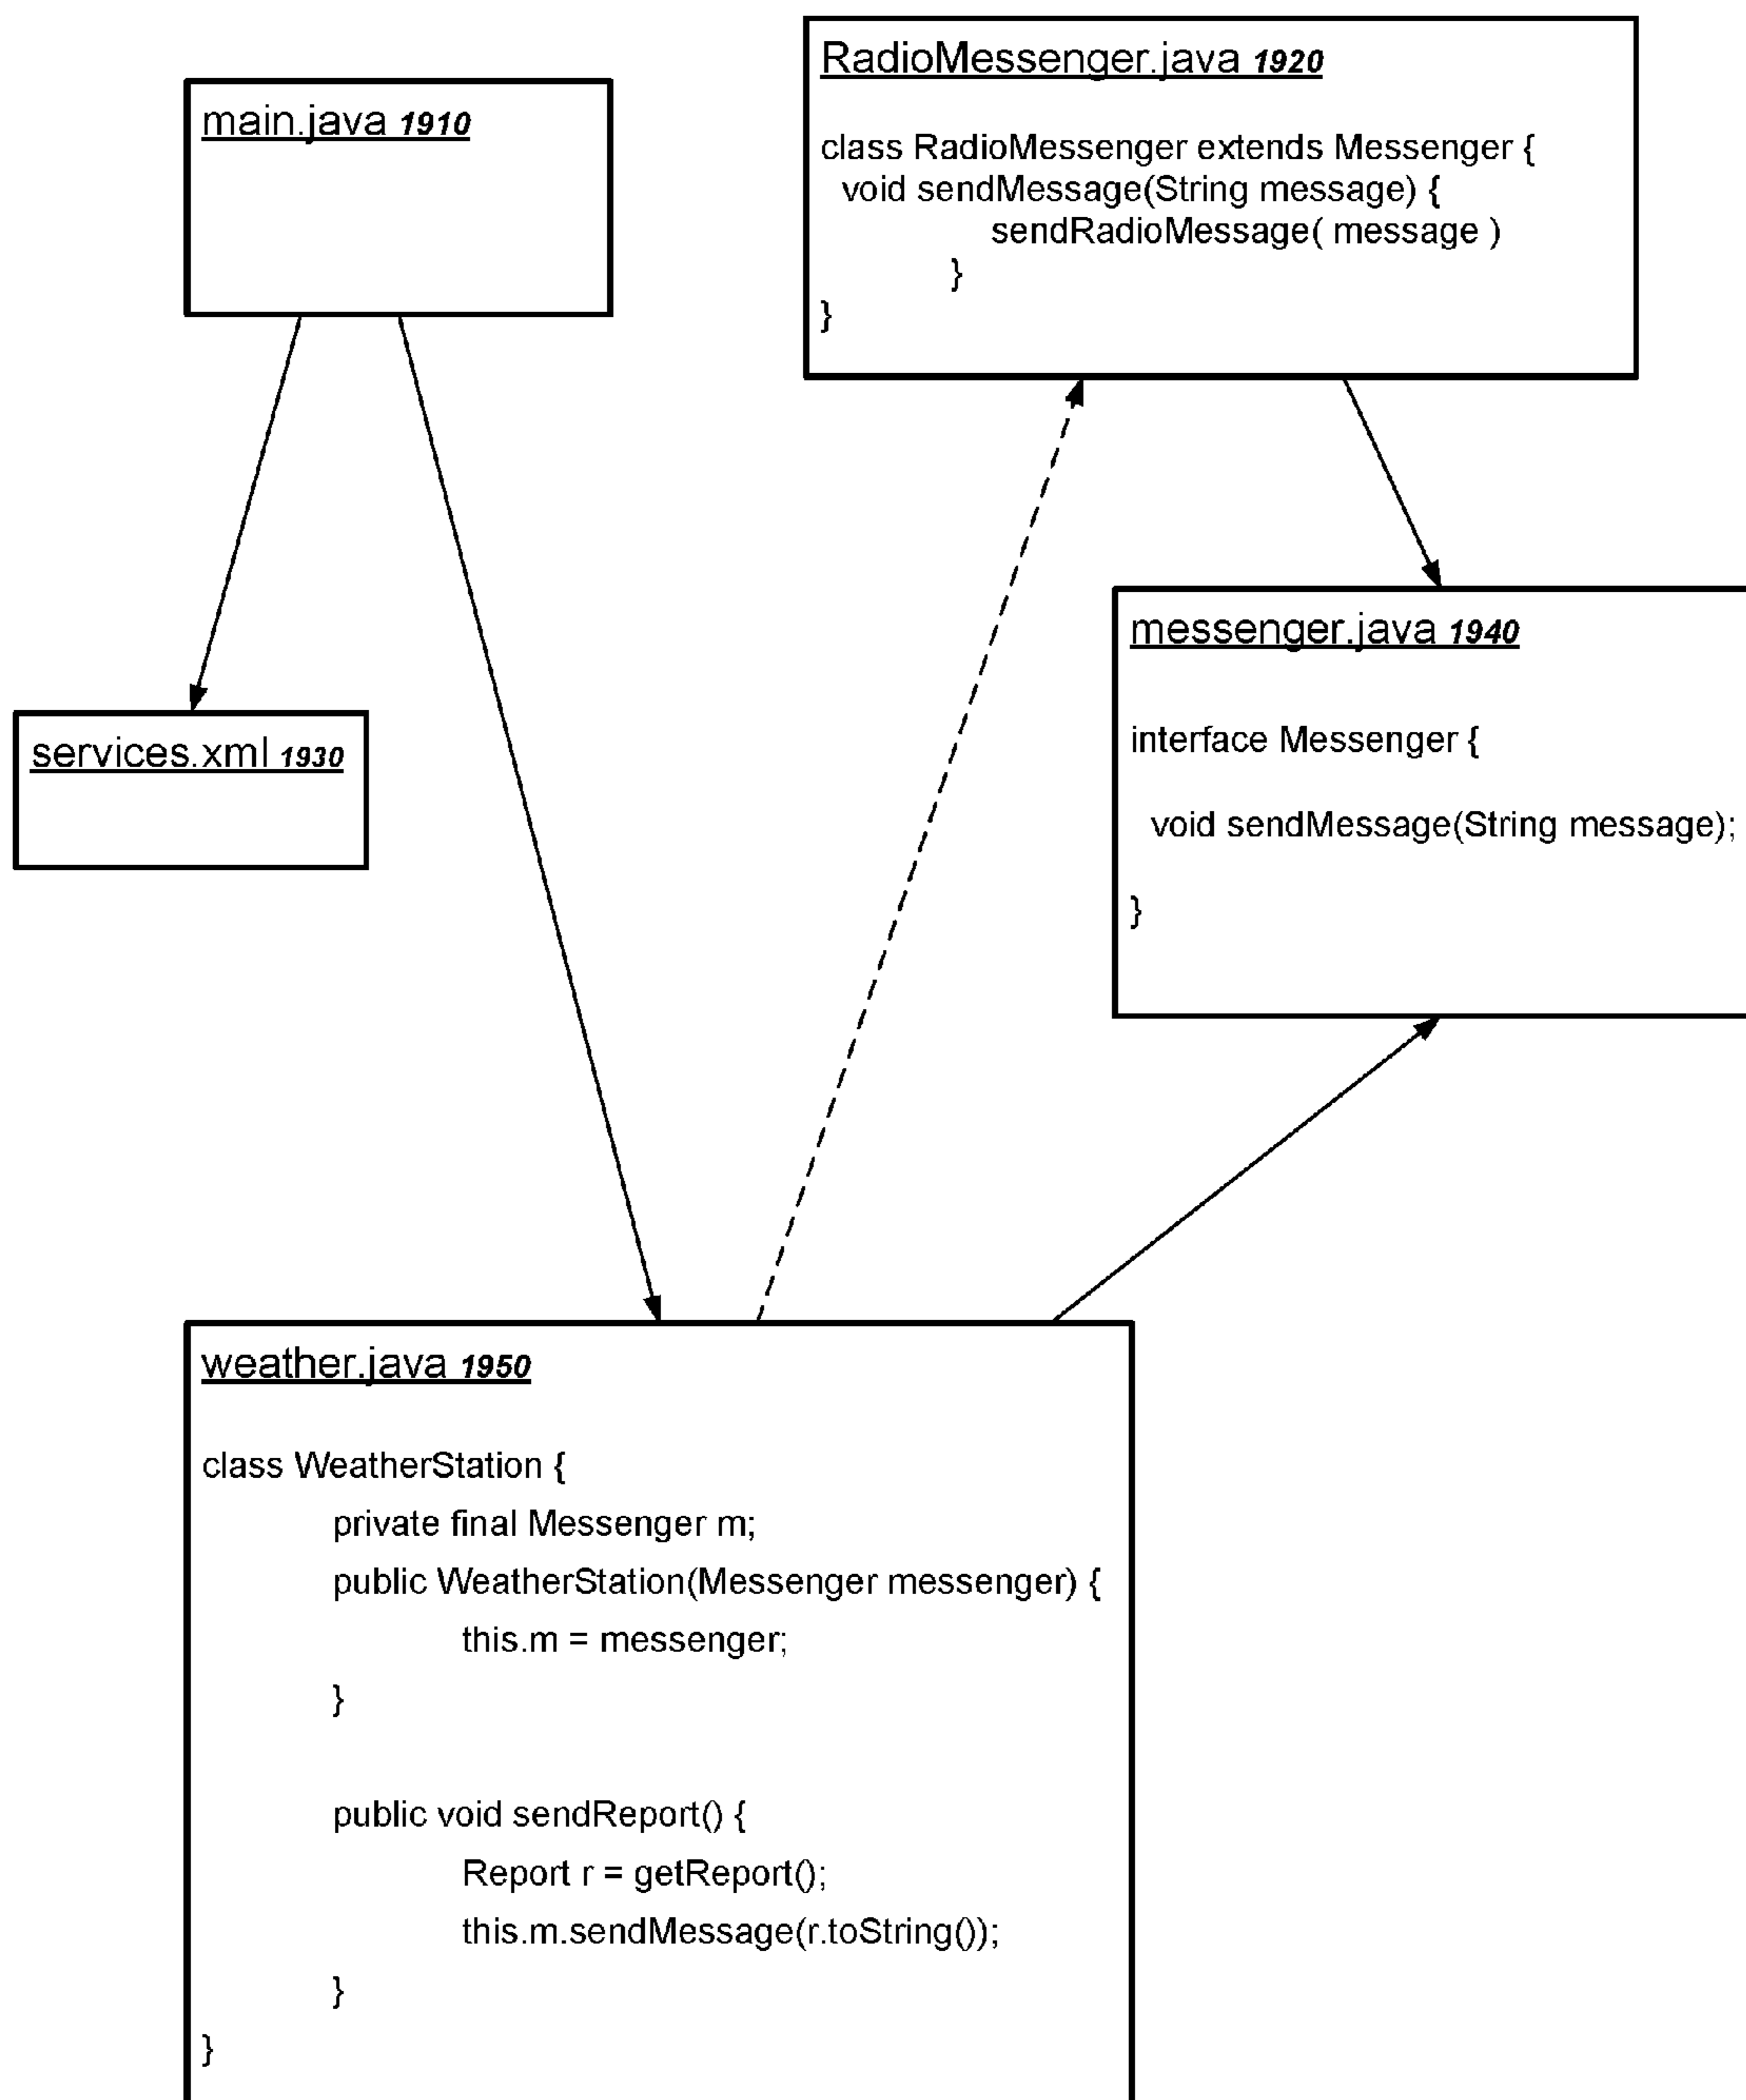 main.java 1910
RadioMessenger.java 1920
class RadioMessenger extends Messenger {
void sendMessage(String message) {
sendRadioMessage( message )
}
}
services.xml 1930
messenger.java 1940
interface Messenger {
void sendMessage(String message);
}
weather.java 1950
class WeatherStation {
private final Messenger m;
public WeatherStation(Messenger messenger) {
this.m = messenger;
}
public void sendReport() {
Report r = getReport();
this.m.sendMessage(r.toString());
}
}